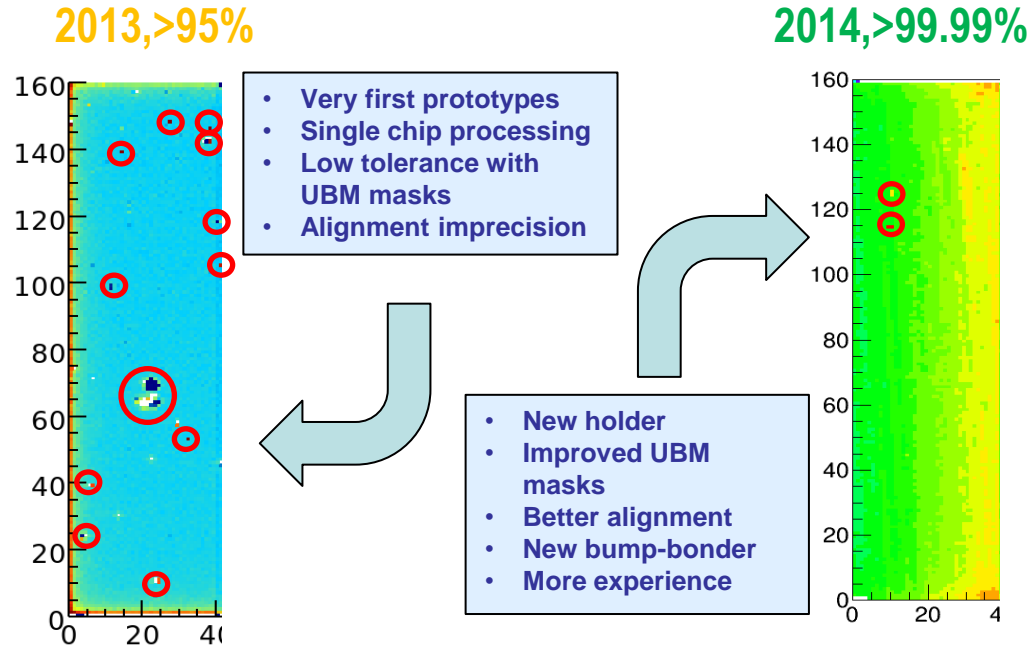 2013,>95%
2014,>99.99%
• Very first prototypes
• Single chip processing
• Low tolerance with
UBM masks
• Alignment imprecision
160
140
120
100
80
60
40
20
0
0 20 4
160
140
120
100
80
60
40
20
0
0 20 4
• New holder
• Improved UBM
masks
• Better alignment
• New bump-bonder
• More experience